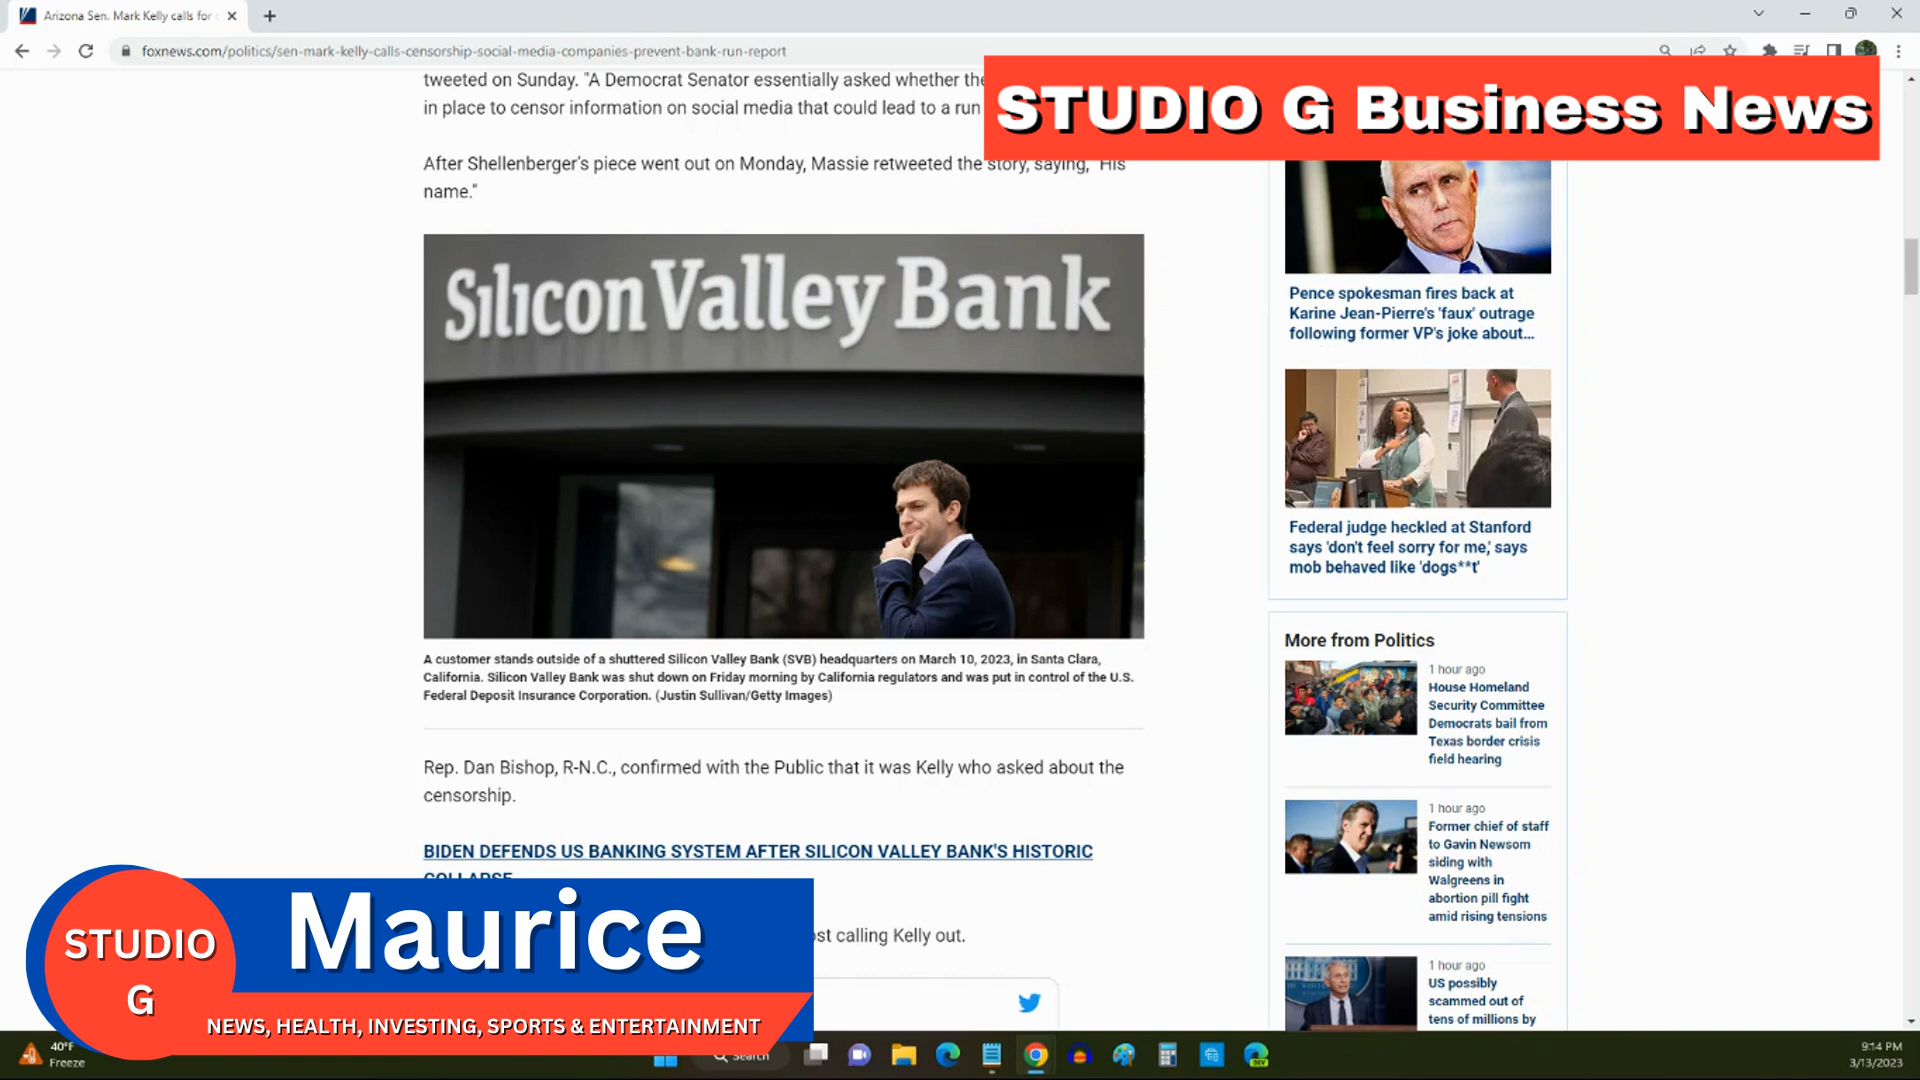 Arizona Sen. Mark Kelly calls for
foxnews.com/politics/sen-mark-kelly-calls-censorship-social-media-companies-prevent-bank-run-report
STUDIO G Business News
tweeted on Sunday. "A Democrat Senator essentially asked whether the
in place to censor information on social media that could lead to a run
After Shellenberger's piece went out on Monday, Massie retweeted the story, saying, "His
name."
Silicon Valley Bank
A customer stands outside of a shuttered Silicon Valley Bank (SVB) headquarters on March 10, 2023, in Santa Clara,
California. Silicon Valley Bank was shut down on Friday morning by California regulators and was put in control of the U.S.
Federal Deposit Insurance Corporation. (Justin Sullivan/Getty Images)
Rep. Dan Bishop, R-N.C., confirmed with the Public that it was Kelly who asked about the
censorship.
BIDEN DEFENDS US BANKING SYSTEM AFTER SILICON VALLEY BANK'S HISTORIC
COLLAPSE
calling Kelly out.
Pence spokesman fires back at
Karine Jean-Pierre's 'faux' outrage
following former VP's joke about...
Federal judge heckled at Stanford
says 'don't feel sorry for me,' says
mob behaved like 'dogs**t'
More from Politics
1 hour ago
House Homeland
Security Committee
Democrats bail from
Texas border crisis
field hearing
1 hour ago
Former chief of staff
to Gavin Newsom
siding with
Walgreens in
abortion pill fight
amid rising tensions
1 hour ago
US possibly
scammed out of
tens of millions by
STUDIO
G
Maurice
NEWS, HEALTH, INVESTING, SPORTS & ENTERTAINMENT
40°F
Freeze
Search
9:14 PM
3/13/2023